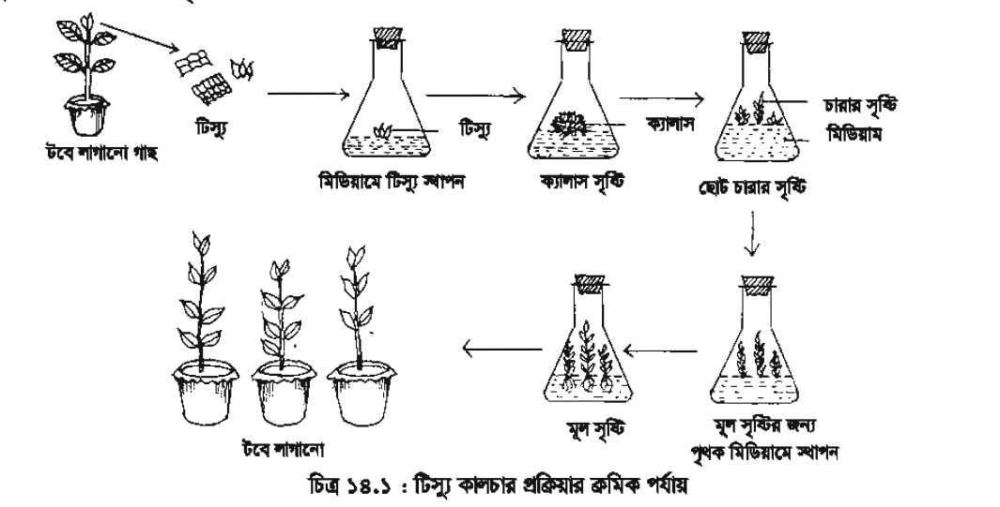 টবে লাগানো গাছ
টিস্যু
মিডিয়ামে টিস্যু স্থাপন
টিস্যু
ক্যালাস সৃষ্টি
ক্যালাস
চারার সৃষ্টি
মিডিয়াম
ছোট চারার সৃষ্টি
মূল সৃষ্টির জন্য
পৃথক মিডিয়ামে স্থাপন
মূল সৃষ্টি
টবে লাগানো
চিত্র ১৪.১ : টিস্যু কালচার প্রক্রিয়ার ক্রমিক পর্যায়